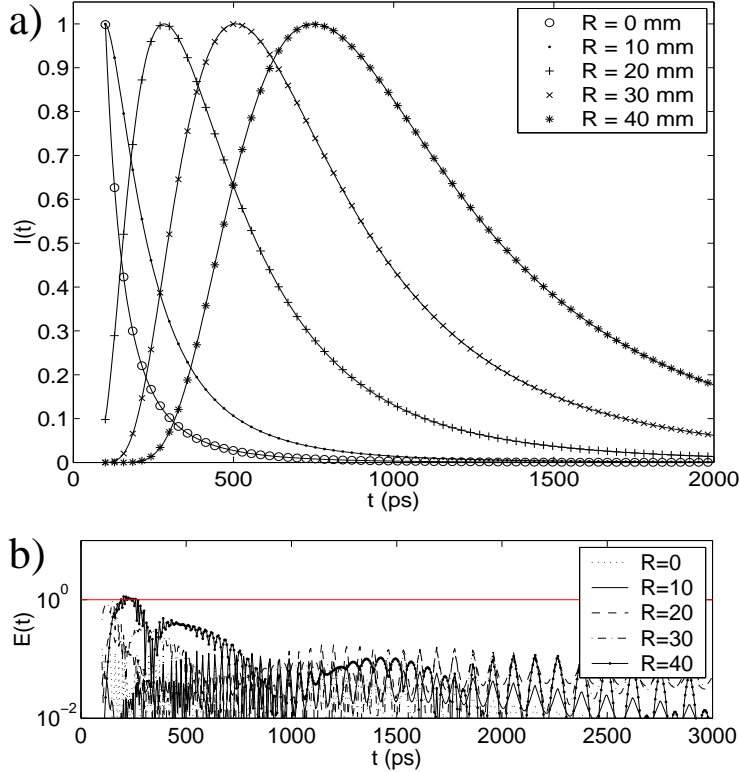 a)
I(t)
1
0.9
0.8
0.7
0.6
0.5
0.4
0.3
0.2
0.1
0
R = 0 mm
R = 10 mm
R = 20 mm
R = 30 mm
R = 40 mm
0 500 1000 1500 2000
t (ps)
b)
E(t)
10^0
10^-2
R=0
R=10
R=20
R=30
R=40
0 500 1000 1500 2000 2500 3000
t (ps)